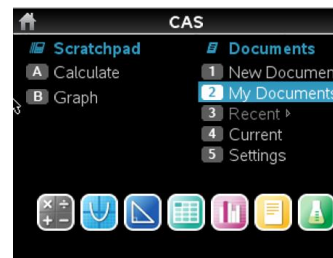 CAS
Scratchpad
A Calculate
B Graph
Documents
1 New Documen
2 My Documents
3 Recent
4 Current
5 Settings